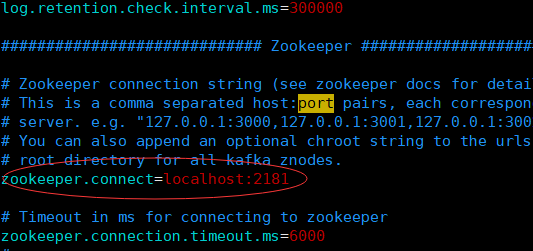 log.retention.check.interval.ms=300000
############################# Zookeeper ###################
# Zookeeper connection string (see zookeeper docs for detai
# This is a comma separated host:port pairs, each correspon
# server. e.g. "127.0.0.1:3000,127.0.0.1:3001,127.0.0.1:300
# You can also append an optional chroot string to the urls
# root directory for all kafka znodes.
zookeeper.connect=localhost:2181
# Timeout in ms for connecting to zookeeper
zookeeper.connection.timeout.ms=6000